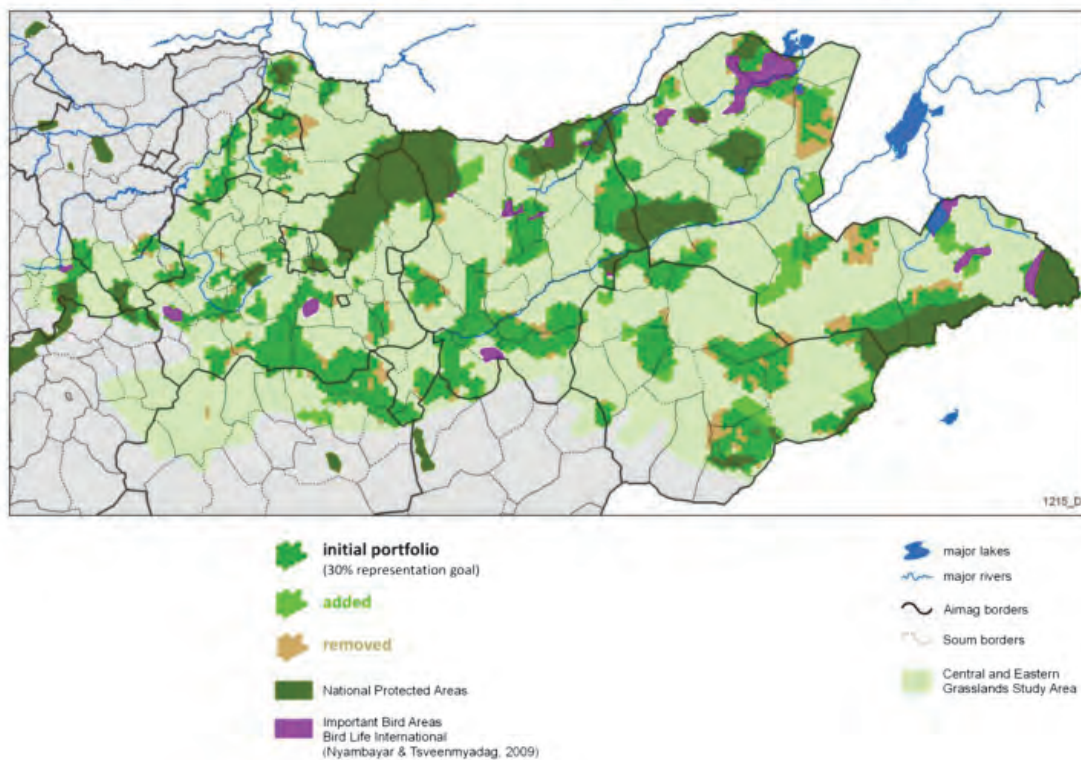 1215_D
initial portfolio
(30% representation goal)
added
removed
National Protected Areas
Important Bird Areas
Bird Life International
(Nyambayar & Tsveenmyadag, 2009)
major lakes
major rivers
Aimag borders
Soum borders
Central and Eastern
Grasslands Study Area